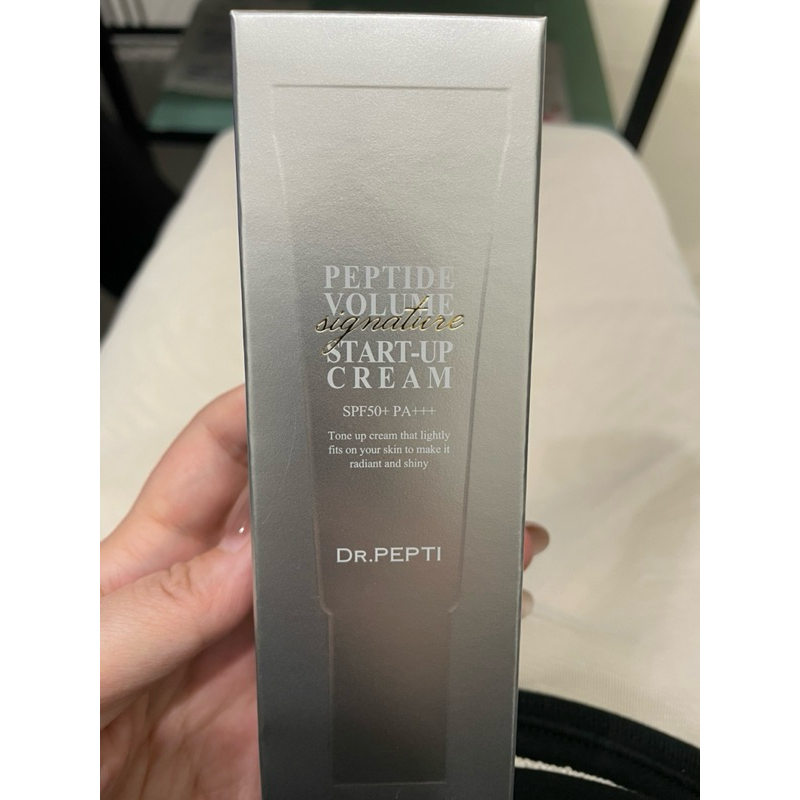 PEPTIDE
VOLUME
signature
START-UP
CREAM
SPF50+ PA+++
Tone up cream that lightly
fits on your skin to make it
radiant and shiny
DR.PEPTI